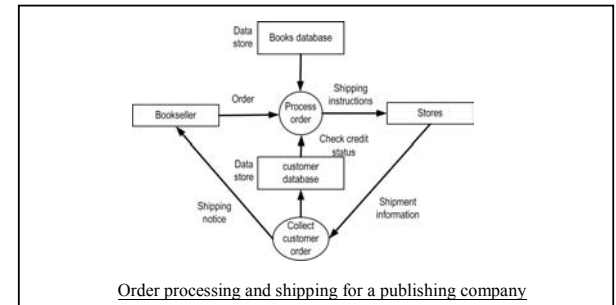 Data
store
Books database
Order
Shipping
instructions
Bookseller
Process
order
Stores
Check credit
status
Data
store
customer
database
Shipping
notice
Shipment
information
Collect
customer
order
Order processing and shipping for a publishing company